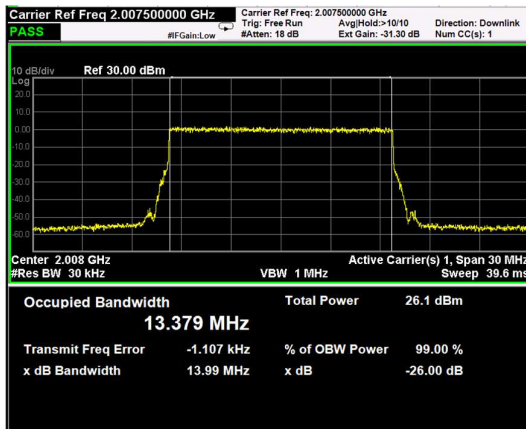 Carrier Ref Freq 2.007500000 GHz
Carrier Ref Freq: 2.007500000 GHz
PASS
Trig: Free Run Avg|Hold:>10/10 Direction: Downlink
#IFGain:Low #Atten: 18 dB Ext Gain: -31.30 dB Num CC(s): 1
10 dB/div Ref 30.00 dBm
Log
20.0
10.0
0.00
-10.0
-20.0
-30.0
-40.0
-50.0
-60.0
Center 2.008 GHz Active Carrier(s) 1, Span 30 MHz
#Res BW 30 kHz VBW 1 MHz Sweep 39.6 ms
Occupied Bandwidth Total Power 26.1 dBm
13.379 MHz
Transmit Freq Error -1.107 kHz % of OBW Power 99.00 %
x dB Bandwidth 13.99 MHz x dB -26.00 dB